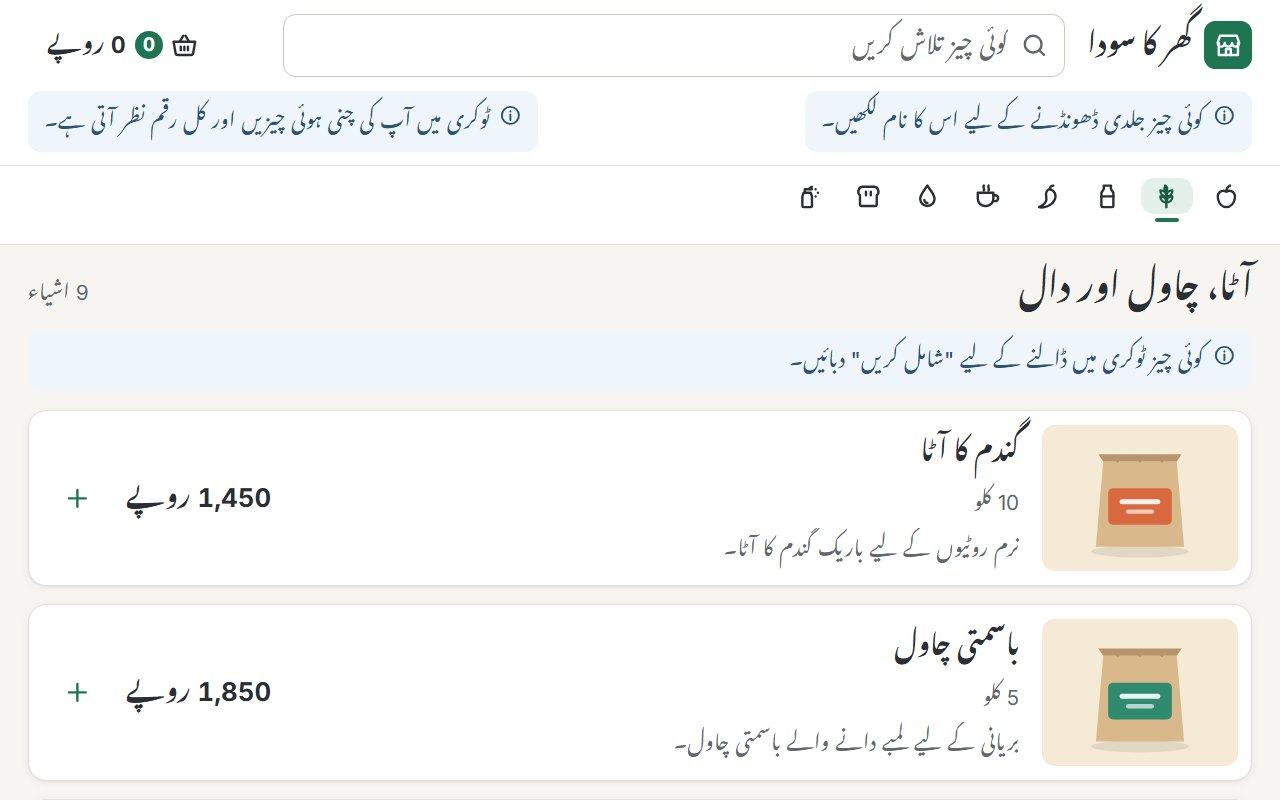 گھر کا سودا
کوئی چیز تلاش کریں
0
0 روپے
کوئی چیز جلدی ڈھونڈنے کے لیے اس کا نام لکھیں۔
ٹوکری میں آپ کی چنی ہوئی چیزیں اور کل رقم نظر آتی ہے۔
آٹا، چاول اور دال
9 اشیاء
کوئی چیز ٹوکری میں ڈالنے کے لیے "شامل کریں" دبائیں۔
گندم کا آٹا
10 کلو
نرم روٹیوں کے لیے باریک گندم کا آٹا۔
1,450 روپے
باسمتی چاول
5 کلو
بریانی کے لیے لمبے دانے والے باسمتی چاول۔
1,850 روپے